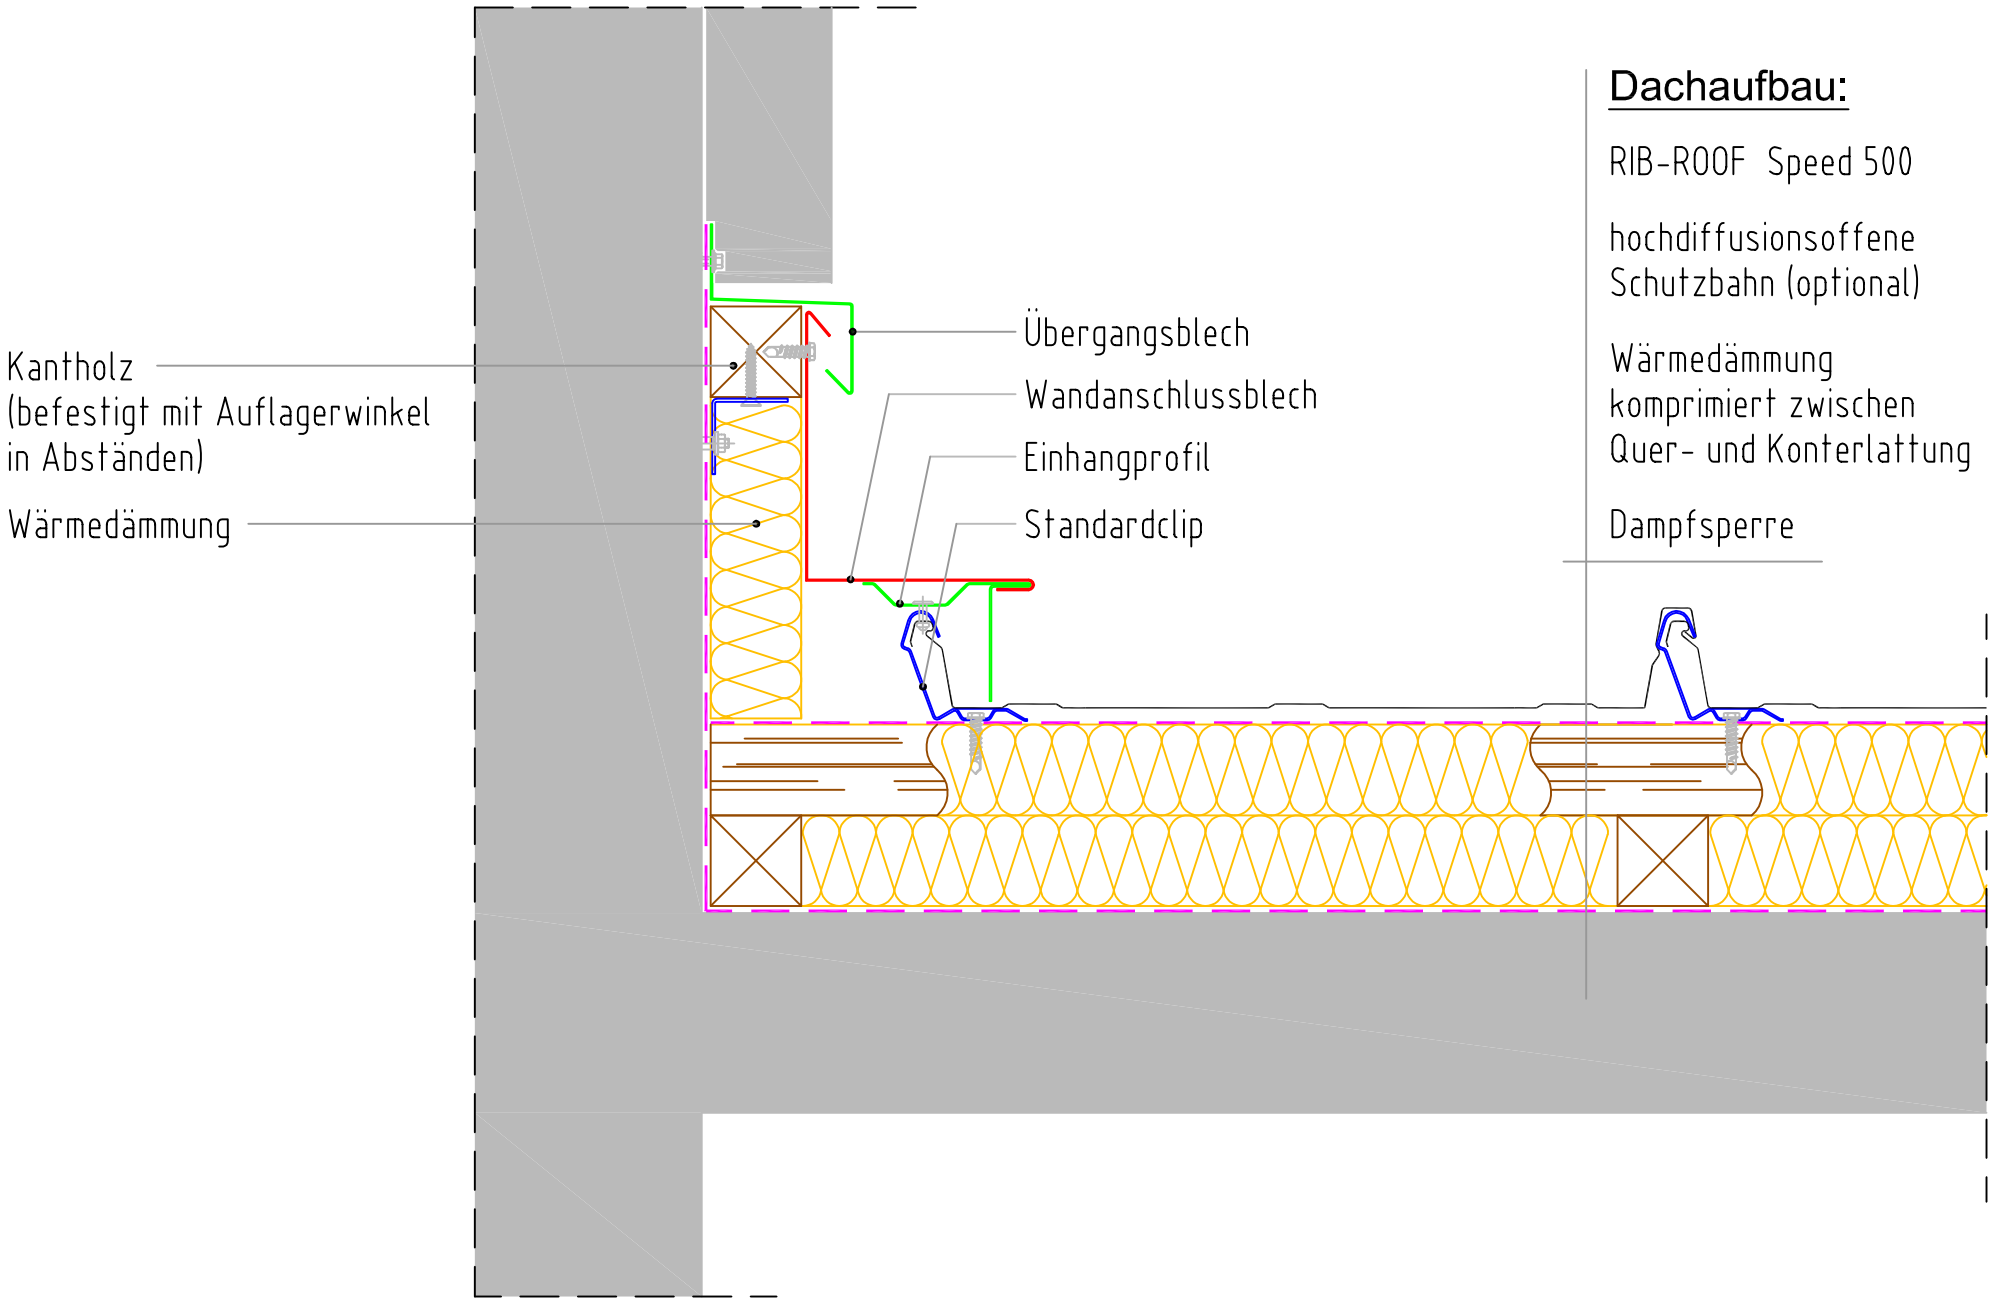 Kantholz
(befestigt mit Auflagerwinkel
in Abständen)
Wärmedämmung
Übergangsblech
Wandanschlussblech
Einhangprofil
Standardclip
Dachaufbau:
RIB-ROOF Speed 500
hochdiffusionsoffene
Schutzbahn (optional)
Wärmedämmung
komprimiert zwischen
Quer- und Konterlattung
Dampfsperre